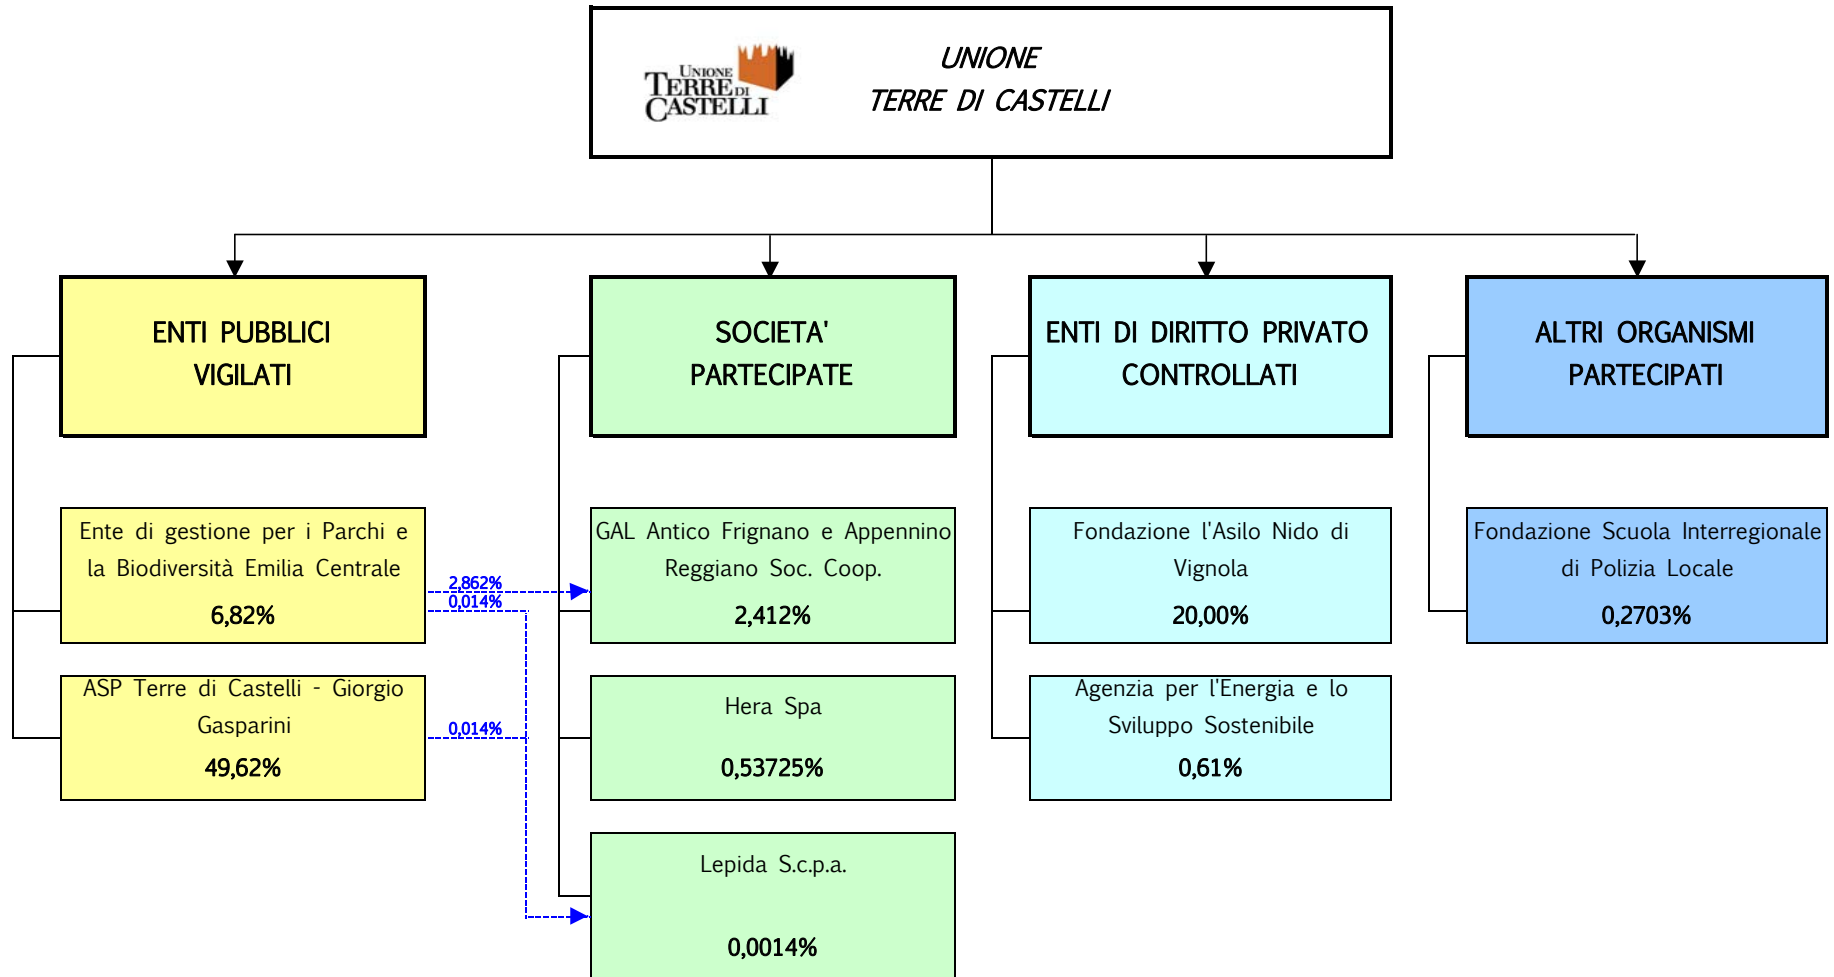 UNIONE
TERRE DI
CASTELLI
UNIONE
TERRE DI CASTELLI
ENTI PUBBLICI
VIGILATI
SOCIETA'
PARTECIPATE
ENTI DI DIRITTO PRIVATO
CONTROLLATI
ALTRI ORGANISMI
PARTECIPATI
Ente di gestione per i Parchi e
la Biodiversità Emilia Centrale
6,82%
2,862%
0,014%
GAL Antico Frignano e Appennino
Reggiano Soc. Coop.
2,412%
Fondazione l'Asilo Nido di
Vignola
20,00%
Fondazione Scuola Interregionale
di Polizia Locale
0,2703%
ASP Terre di Castelli - Giorgio
Gasparini
49,62%
0,014%
Hera Spa
0,53725%
Agenzia per l'Energia e lo
Sviluppo Sostenibile
0,61%
Lepida S.c.p.a.
0,0014%